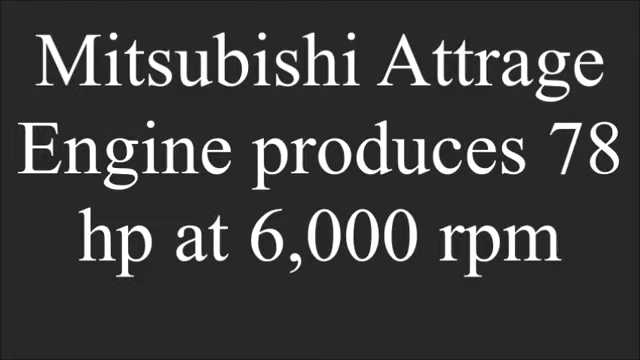 Mitsubishi Attrage
Engine produces 78
hp at 6,000 rpm